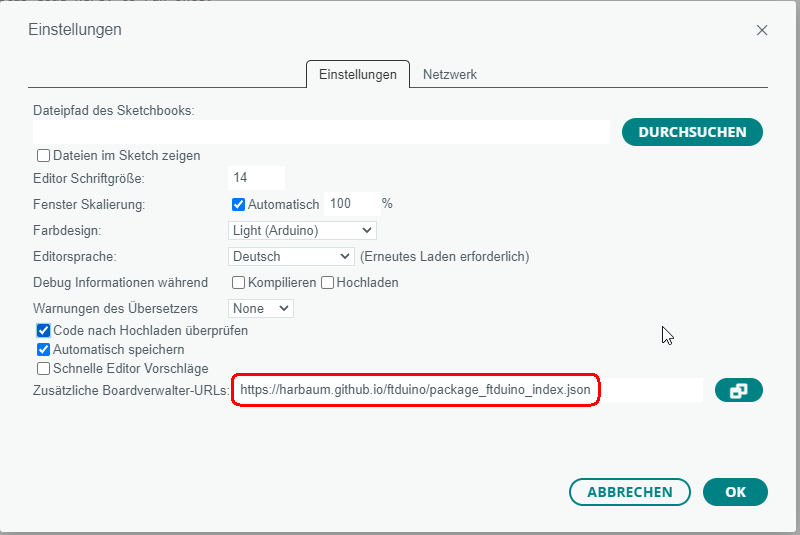 Einstellungen
Einstellungen Netzwerk
Dateipfad des Sketchbooks:
DURCHSUCHEN
Dateien im Sketch zeigen
Editor Schriftgröße: 14
Fenster Skalierung: Automatisch 100 %
Farbdesign: Light (Arduino)
Editorsprache: Deutsch (Erneutes Laden erforderlich)
Debug Informationen während Kompilieren Hochladen
Warnungen des Übersetzers None
Code nach Hochladen überprüfen
Automatisch speichern
Schnelle Editor Vorschläge
Zusätzliche Boardverwalter-URLs: https://harbaum.github.io/ftduino/package_ftduino_index.json
ABBRECHEN OK